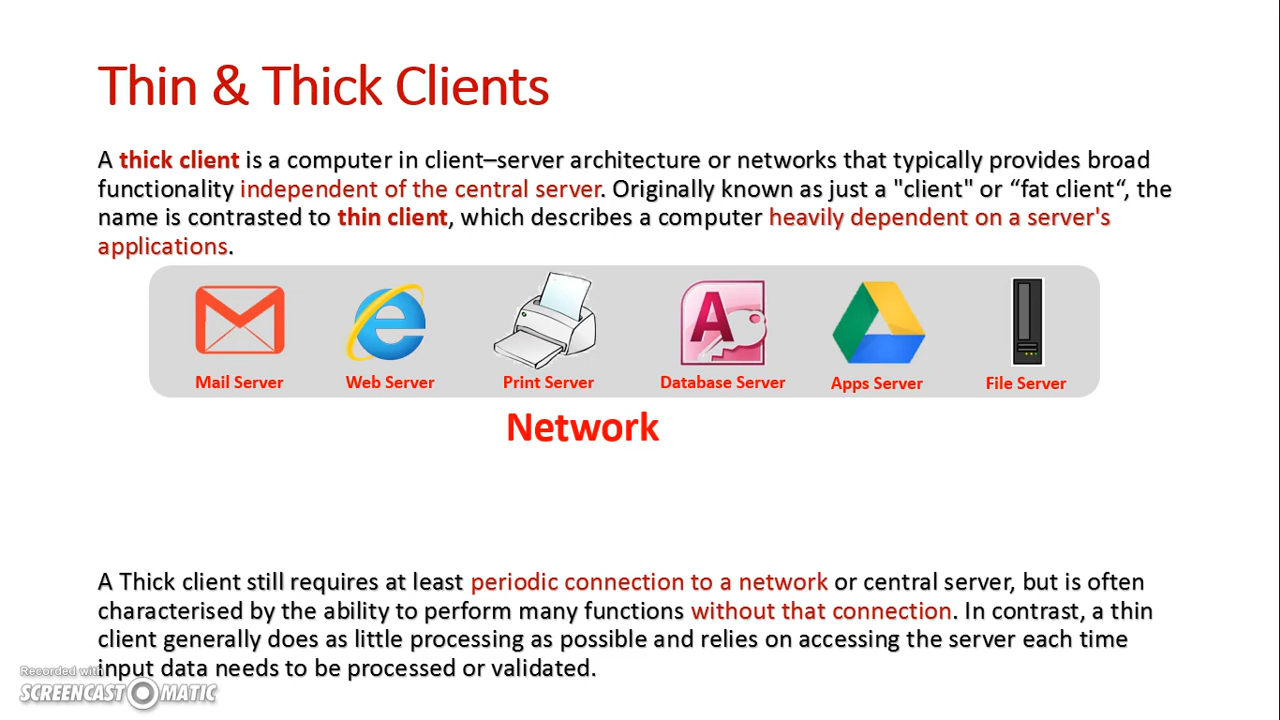 Thin & Thick Clients
A thick client is a computer in client–server architecture or networks that typically provides broad
functionality independent of the central server. Originally known as just a "client" or “fat client“, the
name is contrasted to thin client, which describes a computer heavily dependent on a server's
applications.
Mail Server Web Server Print Server Database Server Apps Server File Server
Network
A Thick client still requires at least periodic connection to a network or central server, but is often
characterised by the ability to perform many functions without that connection. In contrast, a thin
client generally does as little processing as possible and relies on accessing the server each time
input data needs to be processed or validated.
Recorded with
SCREENCAST MATIC